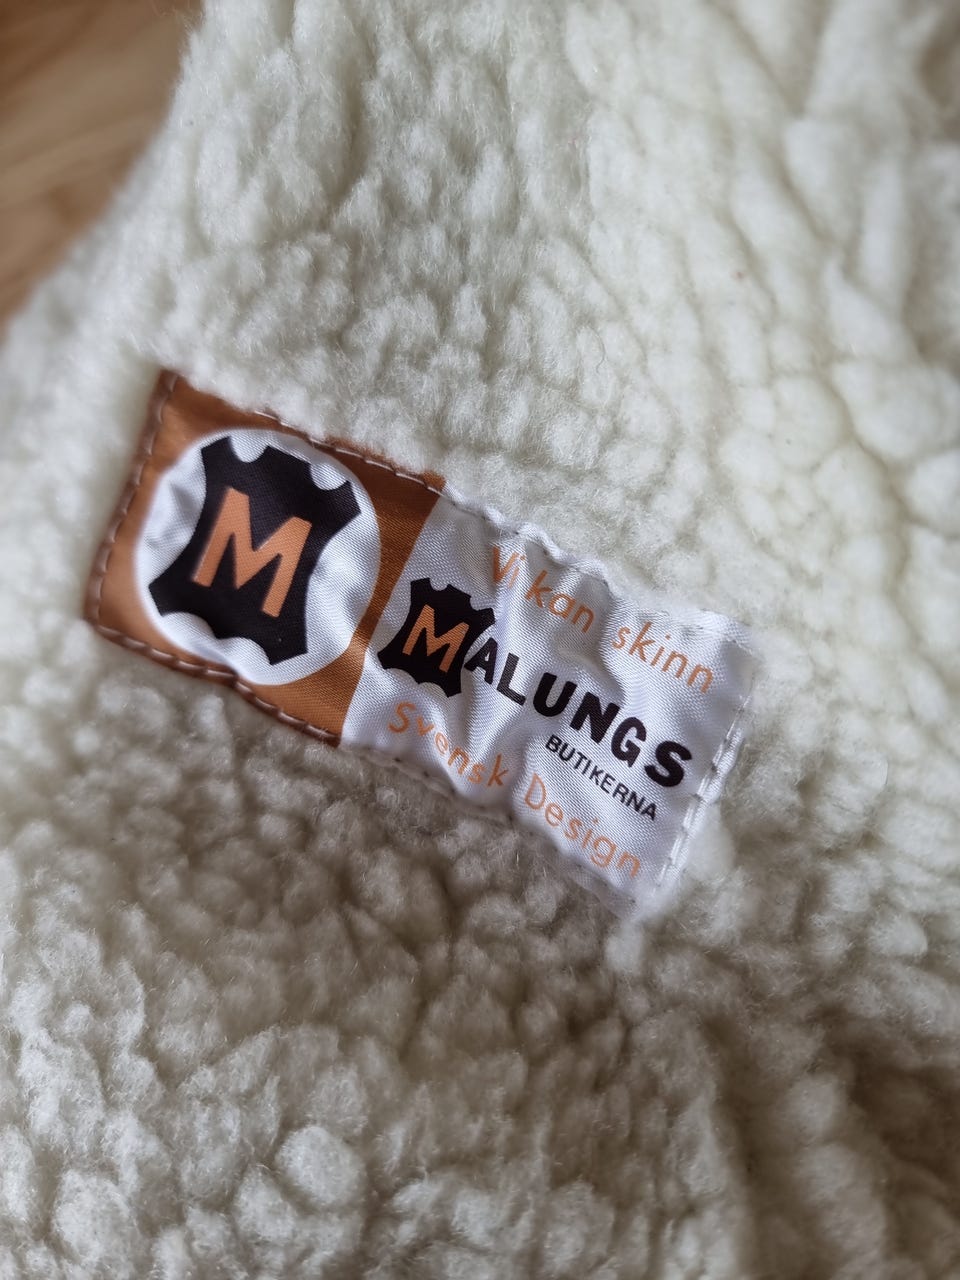 M
Vi kan skinn
MALUNGS
BUTIKERNA
Svensk Design